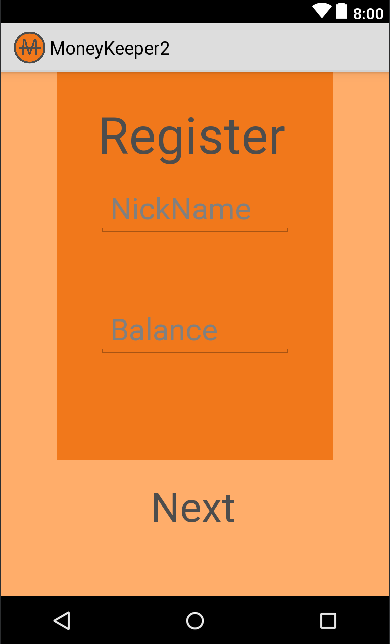 8:00
M MoneyKeeper2
Register
NickName
Balance
Next